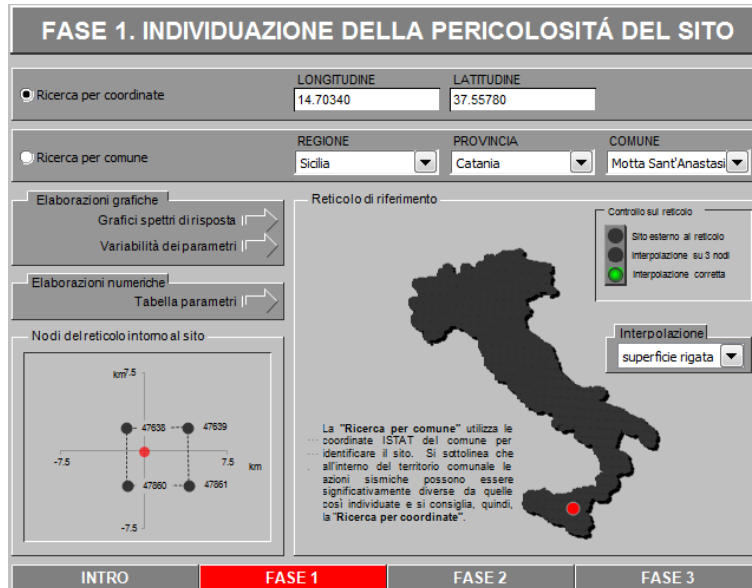 FASE 1. INDIVIDUAZIONE DELLA PERICOLOSITÁ DEL SITO
Ricerca per coordinate
LONGITUDINE
LATITUDINE
14.70340
37.55780
Ricerca per comune
REGIONE
PROVINCIA
COMUNE
Sicilia
Catania
Motta Sant'Anastasi
Elaborazioni grafiche
Grafici spettri di risposta
Variabilità dei parametri
Elaborazioni numeriche
Tabella parametri
Nodi del reticolo intorno al sito
km
7.5
47638
47639
-7.5
7.5
km
47860
47861
-7.5
Reticolo di riferimento
Controllo sul reticolo
Sito esterno al reticolo
Interpolazione su 3 nodi
Interpolazione corretta
Interpolazione
superficie rigata
La "Ricerca per comune" utilizza le
coordinate ISTAT del comune per
identificare il sito. Si sottolinea che
all'interno del territorio comunale le
azioni sismiche possono essere
significativamente diverse da quelle
così individuate e si consiglia, quindi,
la "Ricerca per coordinate".
INTRO
FASE 1
FASE 2
FASE 3